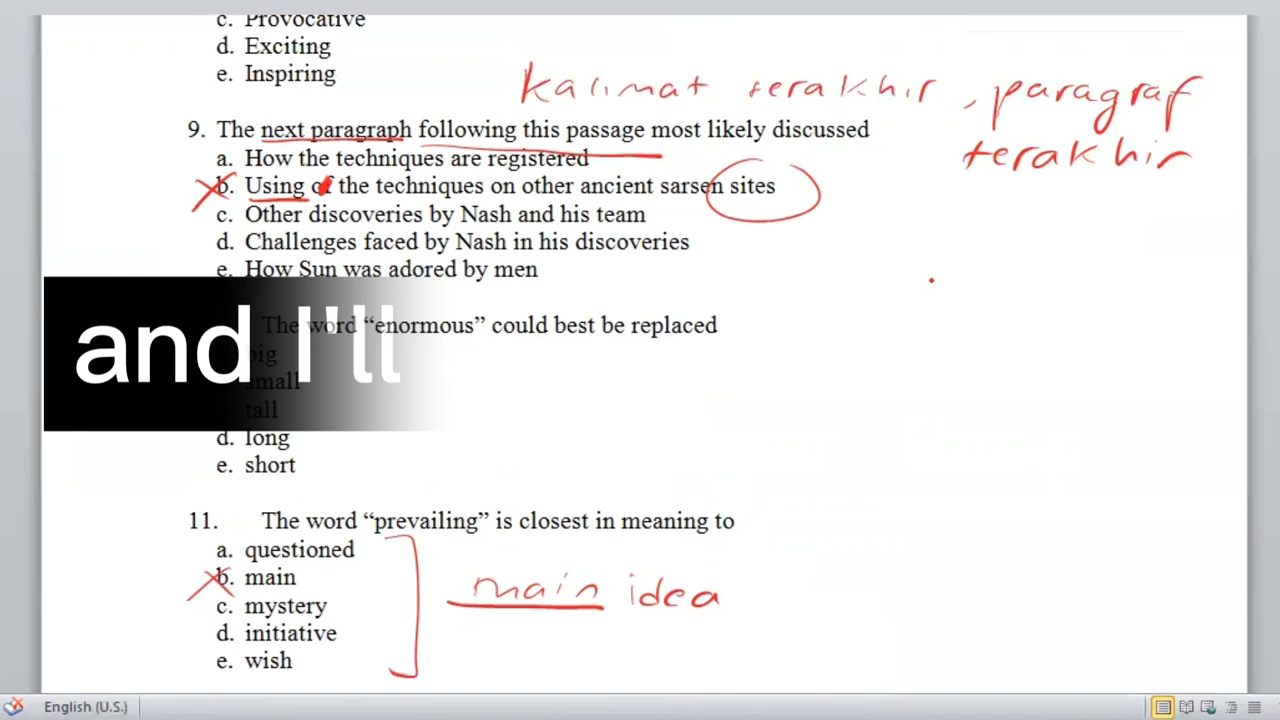 c. Provocative
d. Exciting
e. Inspiring
kalimat terakhir , paragraf
terakhir
9. The next paragraph following this passage most likely discussed
a. How the techniques are registered
b. Using of the techniques on other ancient sarsen sites
c. Other discoveries by Nash and his team
d. Challenges faced by Nash in his discoveries
e. How Sun was adored by men
The word “enormous” could best be replaced
and I'll
big
small
tall
d. long
e. short
11. The word “prevailing” is closest in meaning to
a. questioned
b. main
c. mystery
d. initiative
e. wish
main idea
English (U.S.)